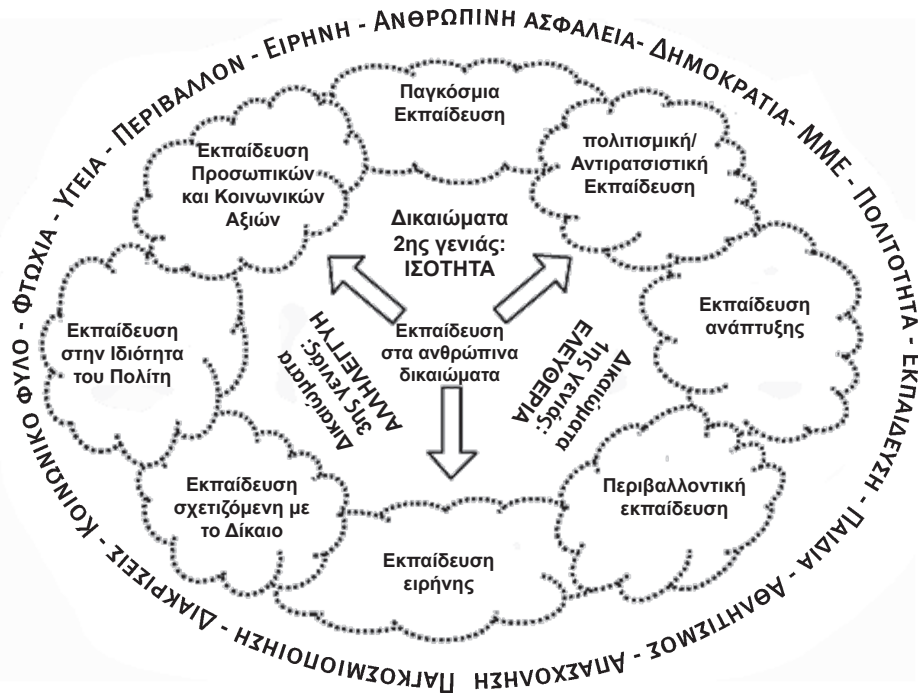 ΚΟΙΝΩΝΙΚΟ ΦΥΛΟ - ΦΤΩΧΙΑ - ΥΓΕΙΑ - ΠΕΡΙΒΑΛΛΟΝ - ΕΙΡΗΝΗ - ΑΝΘΡΩΠΙΝΗ ΑΣΦΑΛΕΙΑ- ΔΗΜΟΚΡΑΤΙΑ- ΜΜΕ - ΠΟΛΙΤΟΤΗΤΑ - ΕΚΠΑΙΔΕΥΣΗ - ΠΑΙΔΙΑ - ΑΘΛΗΤΙΣΜΟΣ - ΑΠΑΣΧΟΛΗΣΗ ΠΑΓΚΟΣΜΙΟΠΟΙΗΣΗ - ΔΙΑΚΡΙΣΕΙΣ -
Παγκόσμια
Εκπαίδευση
Εκπαίδευση
Προσωπικών
και Κοινωνικών
Αξιών
πολιτισμική/
Αντιρατσιστική
Εκπαίδευση
Δικαιώματα
2ης γενιάς:
ΙΣΟΤΗΤΑ
Εκπαίδευση
στην Ιδιότητα
του Πολίτη
Δικαιώματα
3ης γενιάς:
ΑΛΛΗΛΕΓΓΥΗ
Εκπαίδευση
στα ανθρώπινα
δικαιώματα
Δικαιώματα
1ης γενιάς:
ΕΛΕΥΘΕΡΙΑ
Εκπαίδευση
ανάπτυξης
Εκπαίδευση
σχετιζόμενη με
το Δίκαιο
Εκπαίδευση
ειρήνης
Περιβαλλοντική
εκπαίδευση